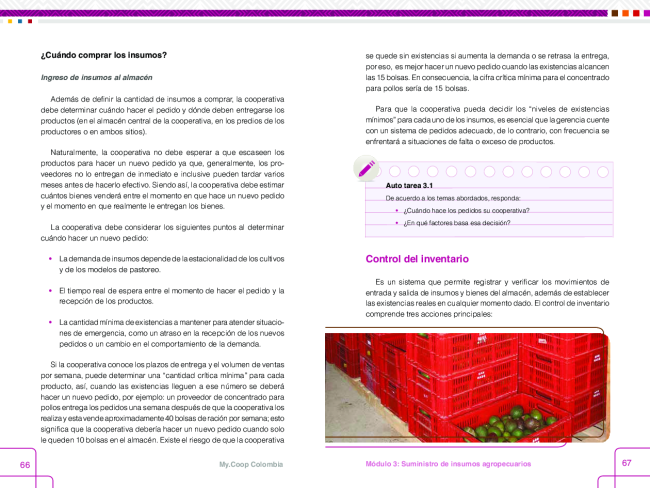 ¿Cuándo comprar los insumos?
Ingreso de insumos al almacén
Además de definir la cantidad de insumos a comprar, la cooperativa
debe determinar cuándo hacer el pedido y dónde deben entregarse los
productos (en el almacén central de la cooperativa, en los predios de los
productores o en ambos sitios).
Naturalmente, la cooperativa no debe esperar a que escaseen los
productos para hacer un nuevo pedido ya que, generalmente, los pro-
veedores no lo entregan de inmediato e inclusive pueden tardar varios
meses antes de hacerlo efectivo. Siendo así, la cooperativa debe estimar
cuántos bienes venderá entre el momento en que hace un nuevo pedido
y el momento en que realmente le entregan los bienes.
La cooperativa debe considerar los siguientes puntos al determinar
cuándo hacer un nuevo pedido:
• La demanda de insumos depende de la estacionalidad de los cultivos
y de los modelos de pastoreo.
• El tiempo real de espera entre el momento de hacer el pedido y la
recepción de los productos.
• La cantidad mínima de existencias a mantener para atender situacio-
nes de emergencia, como un atraso en la recepción de los nuevos
pedidos o un cambio en el comportamiento de la demanda.
Si la cooperativa conoce los plazos de entrega y el volumen de ventas
por semana, puede determinar una “cantidad crítica mínima” para cada
producto, así, cuando las existencias lleguen a ese número se deberá
hacer un nuevo pedido, por ejemplo: un proveedor de concentrado para
pollos entrega los pedidos una semana después de que la cooperativa los
realiza y esta vende aproximadamente 40 bolsas de ración por semana; esto
significa que la cooperativa debería hacer un nuevo pedido cuando solo
le queden 10 bolsas en el almacén. Existe el riesgo de que la cooperativa
66
My.Coop Colombia
se quede sin existencias si aumenta la demanda o se retrasa la entrega,
por eso, es mejor hacer un nuevo pedido cuando las existencias alcancen
las 15 bolsas. En consecuencia, la cifra crítica mínima para el concentrado
para pollos sería de 15 bolsas.
Para que la cooperativa pueda decidir los “niveles de existencias
mínimos” para cada uno de los insumos, es esencial que la gerencia cuente
con un sistema de pedidos adecuado, de lo contrario, con frecuencia se
enfrentará a situaciones de falta o exceso de productos.
Auto tarea 3.1
De acuerdo a los temas abordados, responda:
• ¿Cuándo hace los pedidos su cooperativa?
• ¿En qué factores basa esa decisión?
Control del inventario
Es un sistema que permite registrar y verificar los movimientos de
entrada y salida de insumos y bienes del almacén, además de establecer
las existencias reales en cualquier momento dado. El control de inventario
comprende tres acciones principales:
Módulo 3: Suministro de insumos agropecuarios
67